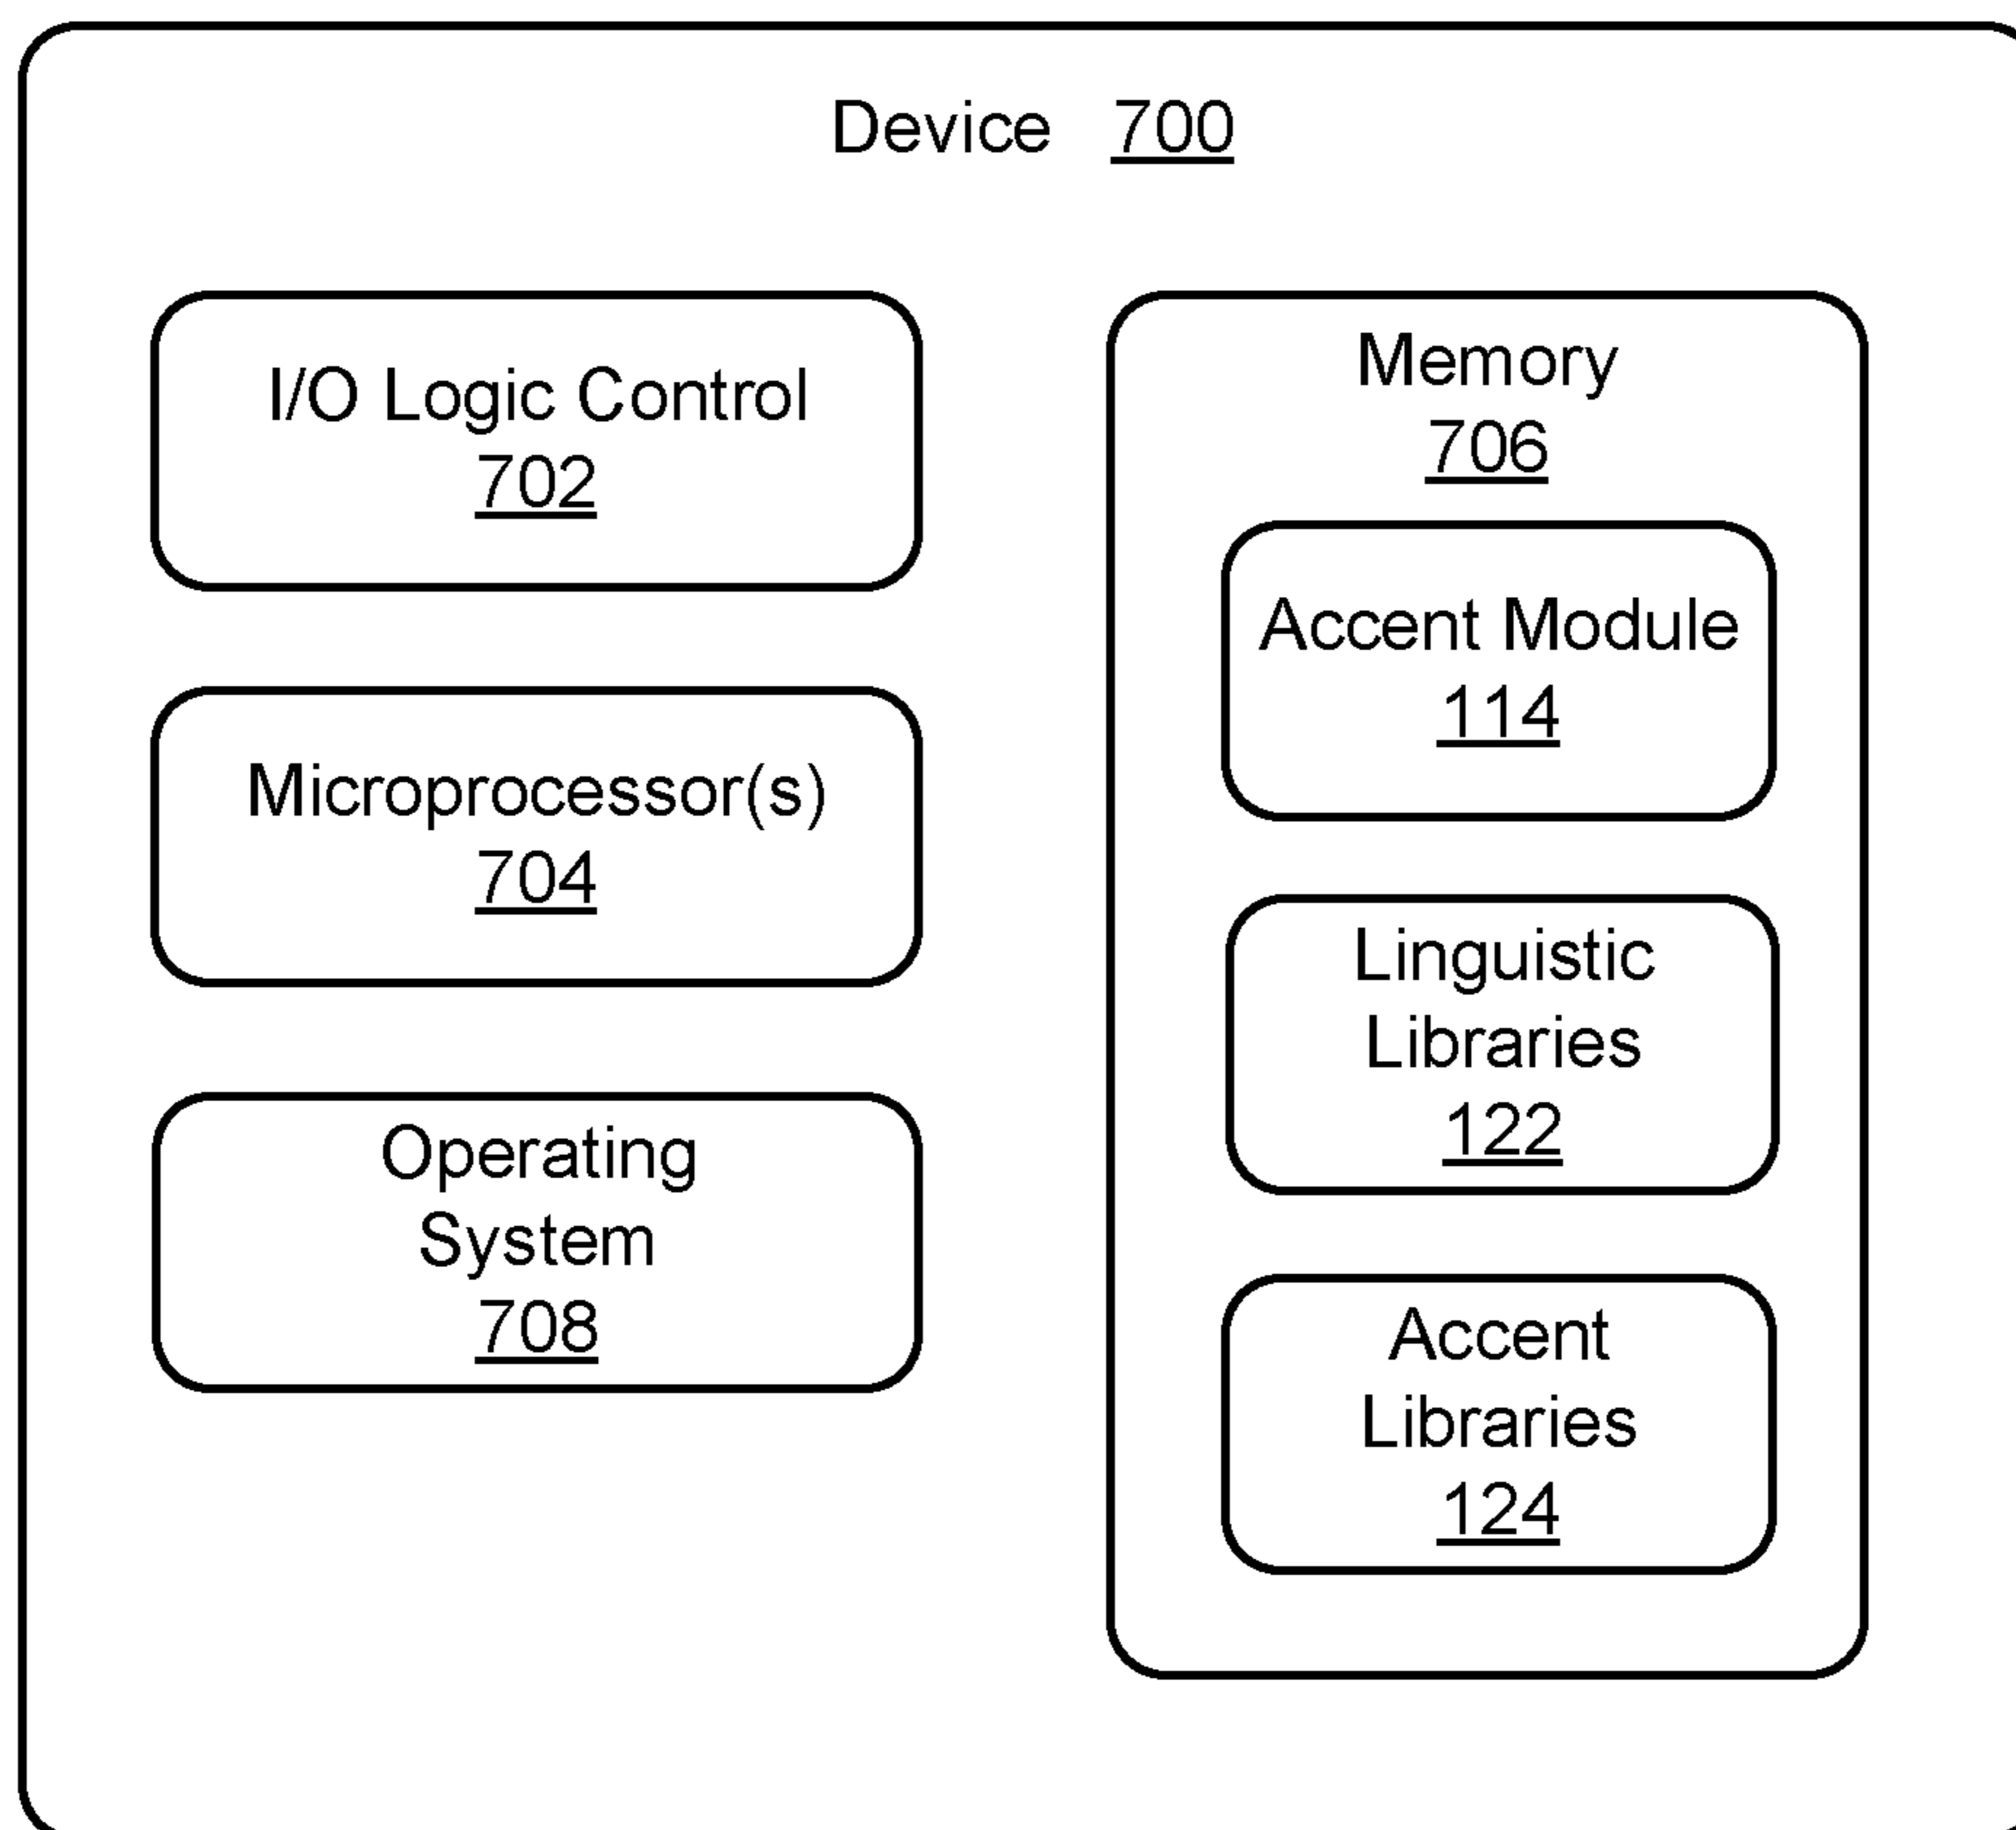 Device 700
I/O Logic Control
702
Microprocessor(s)
704
Operating
System
708
Memory
706
Accent Module
114
Linguistic
Libraries
122
Accent
Libraries
124